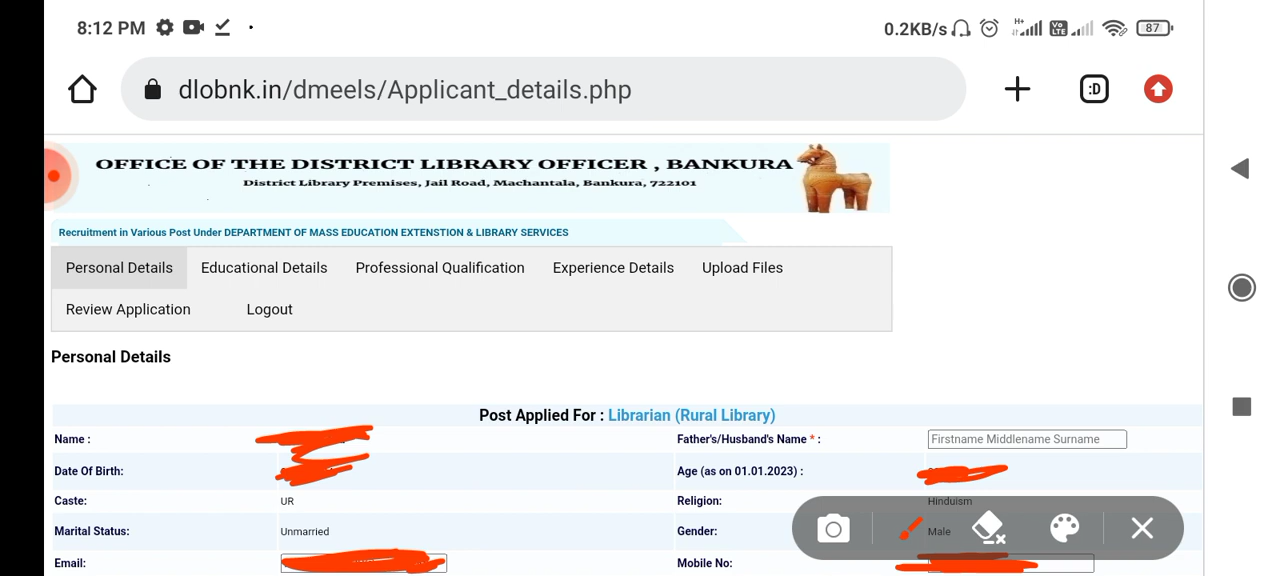 8:12 PM
0.2KB/s
H+
Vo LTE
87
dlobnk.in/dmeels/Applicant_details.php
:D
OFFICE OF THE DISTRICT LIBRARY OFFICER , BANKURA
District Library Premises, Jail Road, Machantala, Bankura, 722101
Recruitment in Various Post Under DEPARTMENT OF MASS EDUCATION EXTENSTION & LIBRARY SERVICES
Personal Details Educational Details Professional Qualification Experience Details Upload Files
Review Application Logout
Personal Details
Post Applied For : Librarian (Rural Library)
Name : Father's/Husband's Name * : Firstname Middlename Surname
Date Of Birth: Age (as on 01.01.2023) :
Caste: UR Religion: Hinduism
Marital Status: Unmarried Gender: Male
Email: Mobile No: